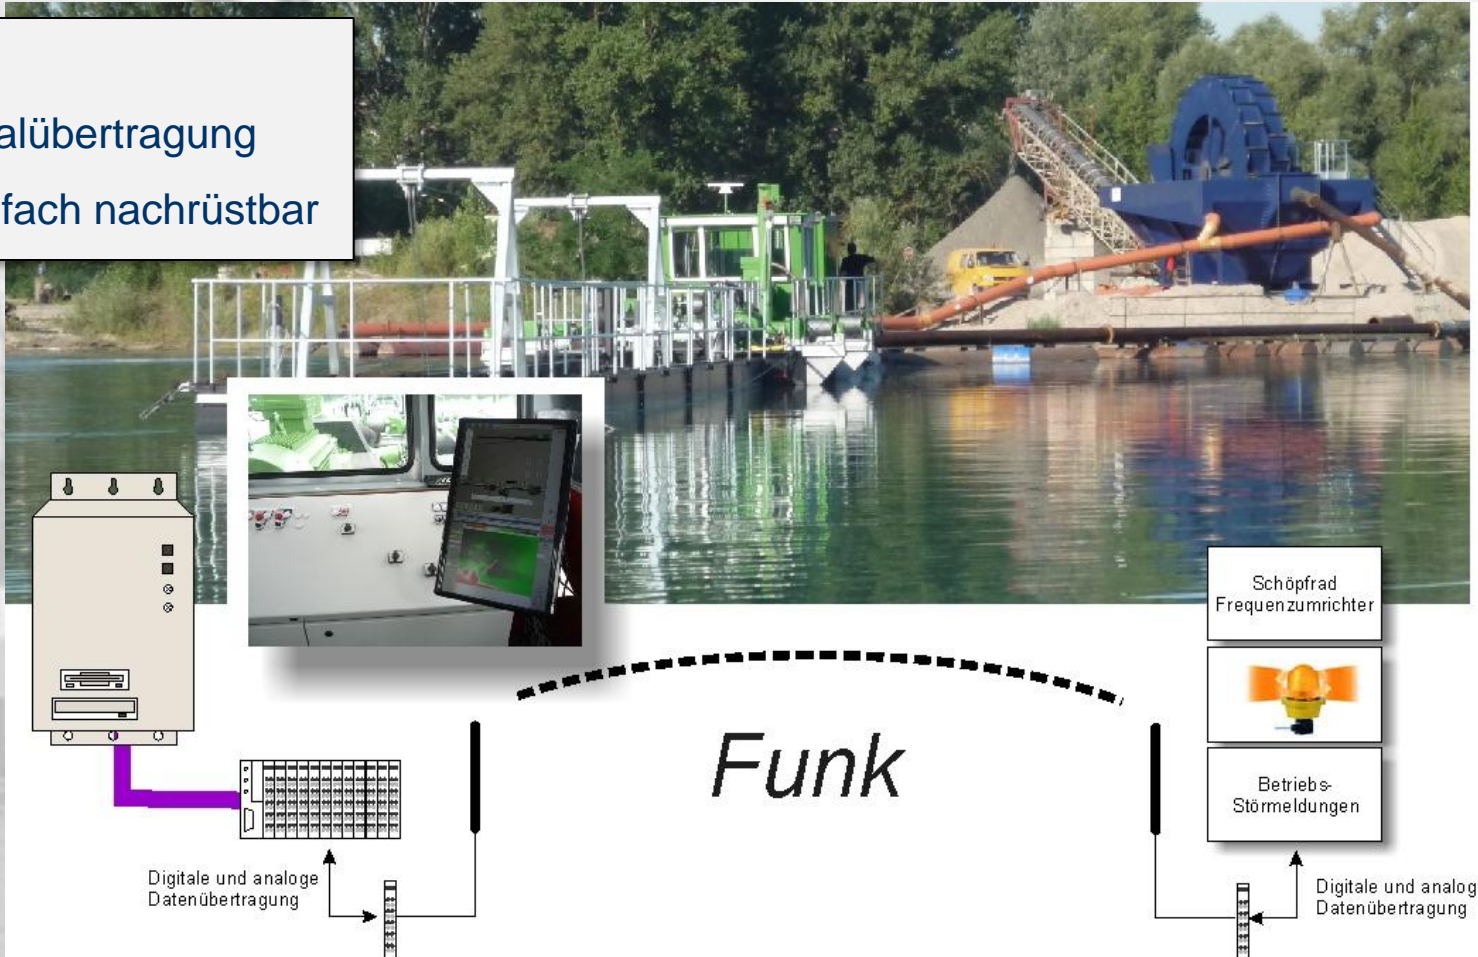 alübertragung
fach nachrüstbar
Schöpfrad
Frequenzumrichter
Funk
Betriebs-
Störmeldungen
Digitale und analoge
Datenübertragung
Digitale und analog
Datenübertragung